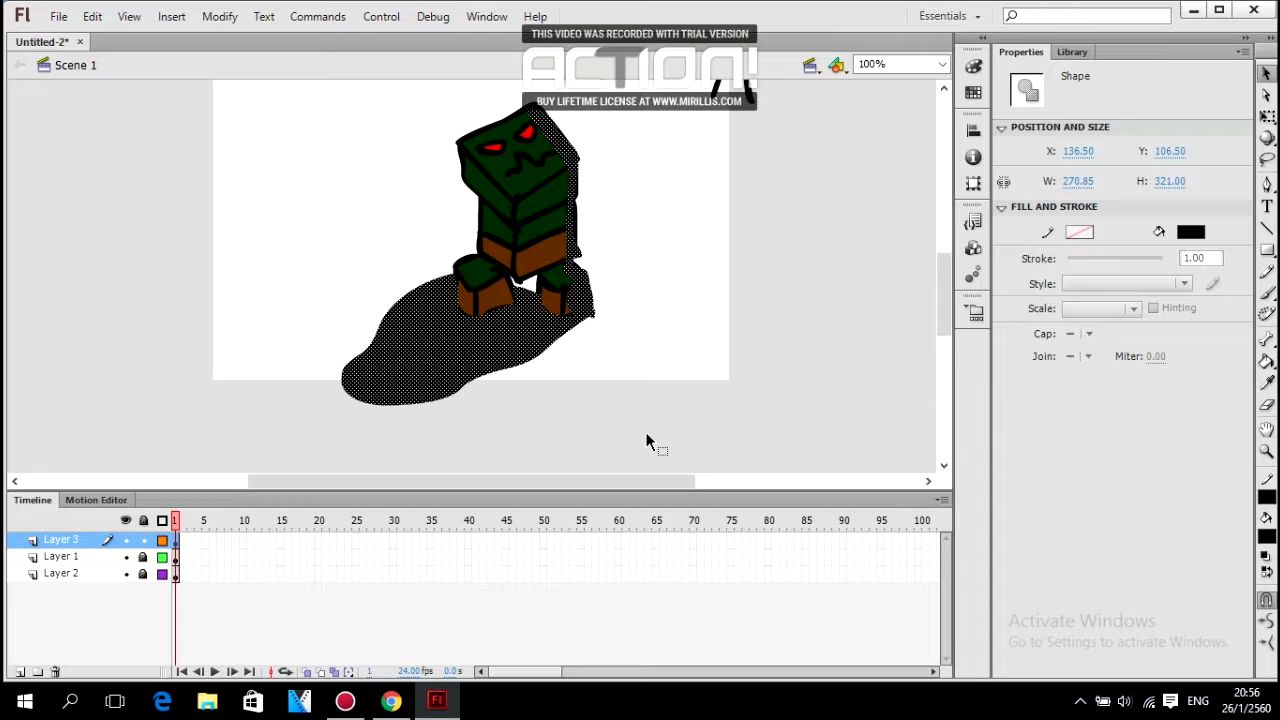 Fl File Edit View Insert Modify Text Commands Control Debug Window Help Essentials
THIS VIDEO WAS RECORDED WITH TRIAL VERSION
ACTION!
BUY LIFETIME LICENSE AT WWW.MIRILLIS.COM
Untitled-2*
Scene 1 100%
Properties Library
Shape
POSITION AND SIZE
X: 136.50 Y: 106.50
W: 270.85 H: 321.00
FILL AND STROKE
Stroke: 1.00
Style:
Scale: Hinting
Cap:
Join: Miter: 0.00
Timeline Motion Editor
1 5 10 15 20 25 30 35 40 45 50 55 60 65 70 75 80 85 90 95 100
Layer 3
Layer 1
Layer 2
1 24.00 fps 0.0 s
Activate Windows
Go to Settings to activate Windows.
Fl
ENG
20:56
26/1/2560